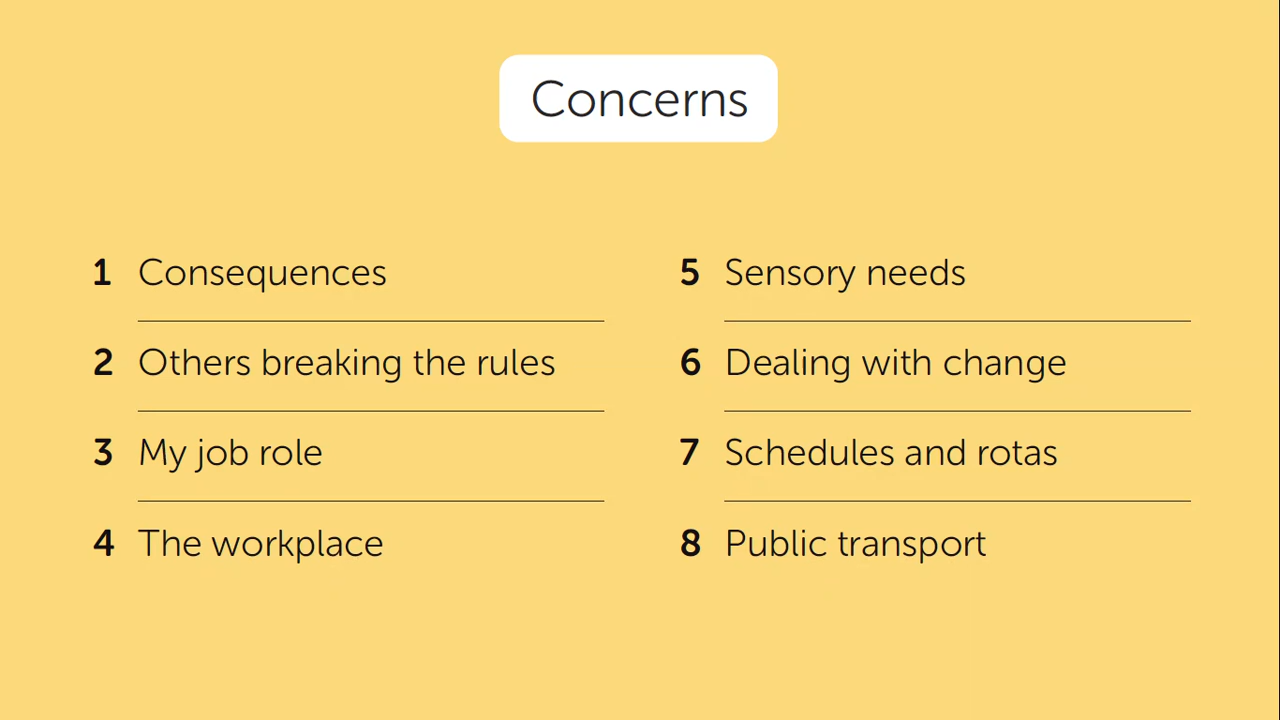 Concerns
1 Consequences
2 Others breaking the rules
3 My job role
4 The workplace
5 Sensory needs
6 Dealing with change
7 Schedules and rotas
8 Public transport